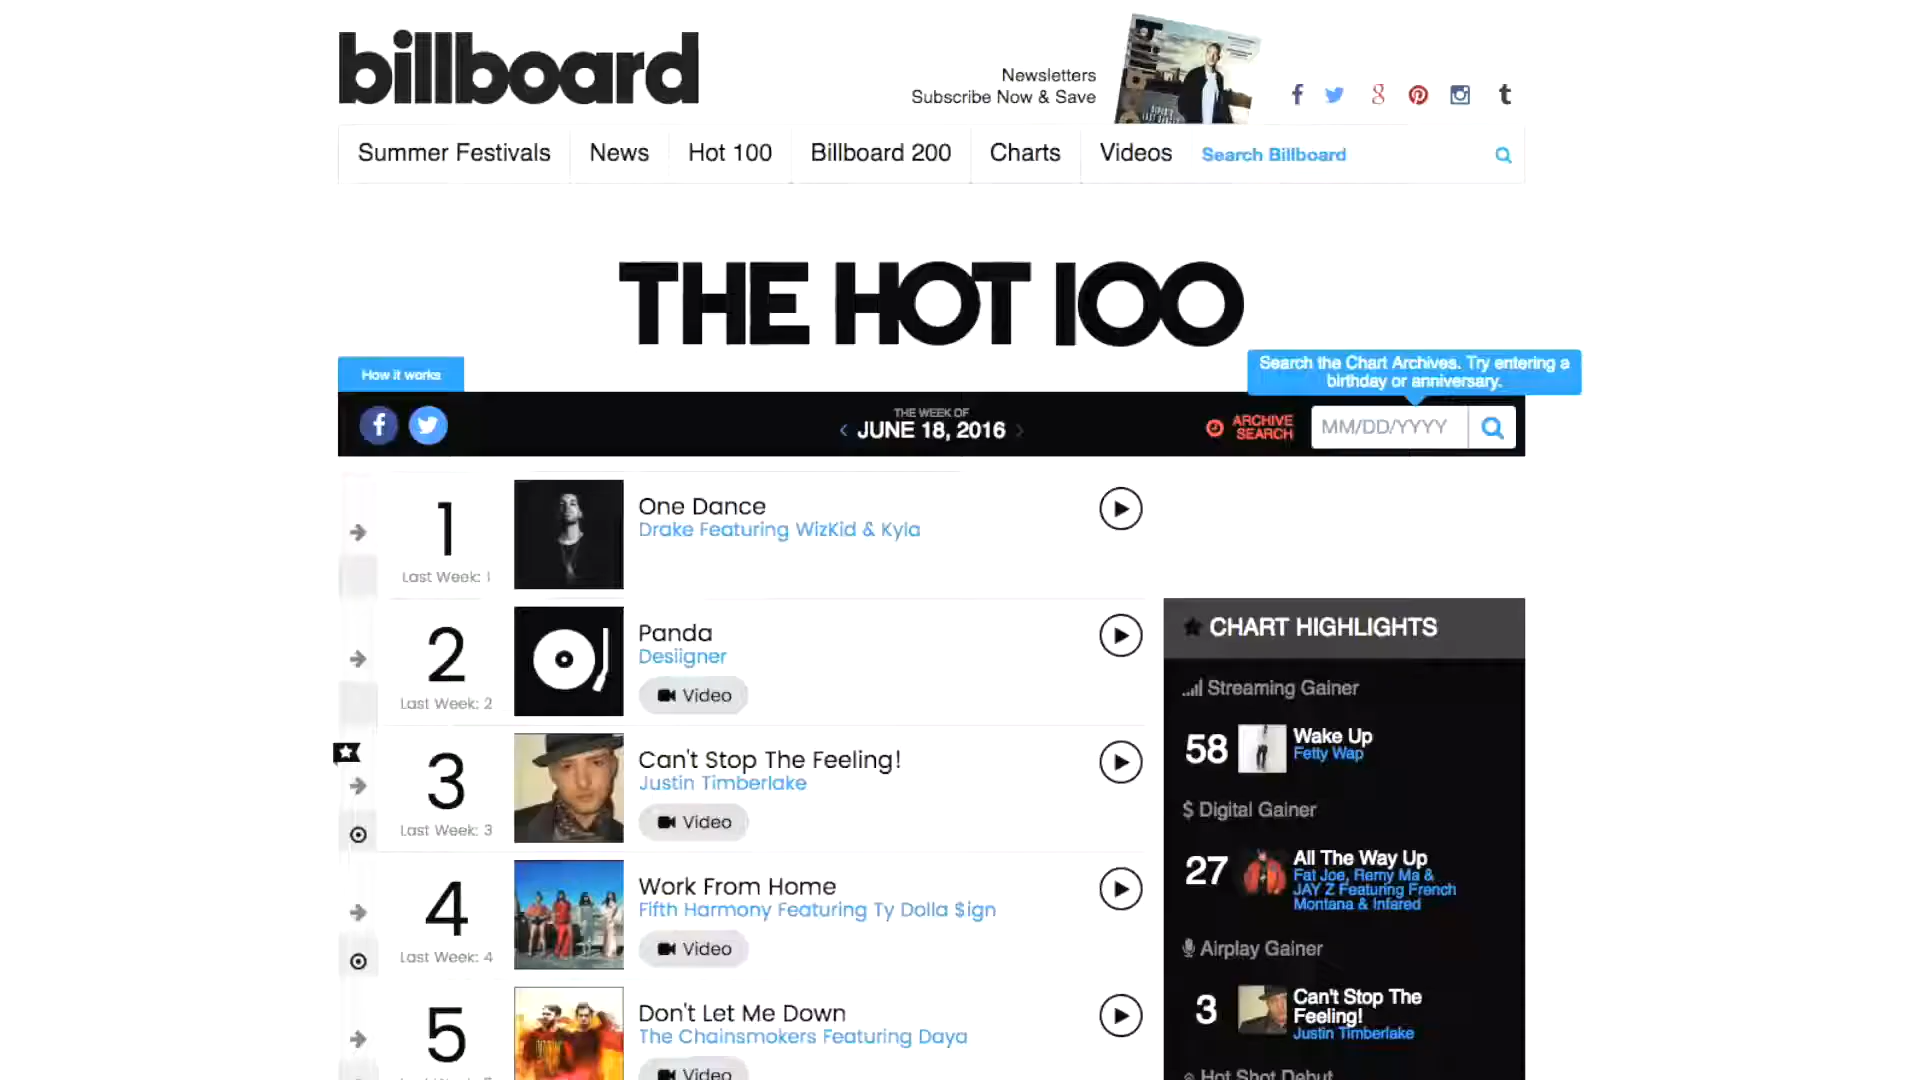 billboard
Newsletters
Subscribe Now & Save
Summer Festivals
News
Hot 100
Billboard 200
Charts
Videos
Search Billboard
THE HOT 100
How it works
Search the Chart Archives. Try entering a
birthday or anniversary.
THE WEEK OF
JUNE 18, 2016
ARCHIVE
SEARCH
MM/DD/YYYY
1
Last Week: 1
One Dance
Drake Featuring WizKid & Kyla
2
Last Week: 2
Panda
Desiigner
Video
3
Last Week: 3
Can't Stop The Feeling!
Justin Timberlake
Video
4
Last Week: 4
Work From Home
Fifth Harmony Featuring Ty Dolla $ign
Video
5
Don't Let Me Down
The Chainsmokers Featuring Daya
Video
CHART HIGHLIGHTS
Streaming Gainer
58
Wake Up
Fetty Wap
$ Digital Gainer
27
All The Way Up
Fat Joe, Remy Ma &
JAY Z Featuring French
Montana & Infared
Airplay Gainer
3
Can't Stop The
Feeling!
Justin Timberlake
Hot Shot Debut